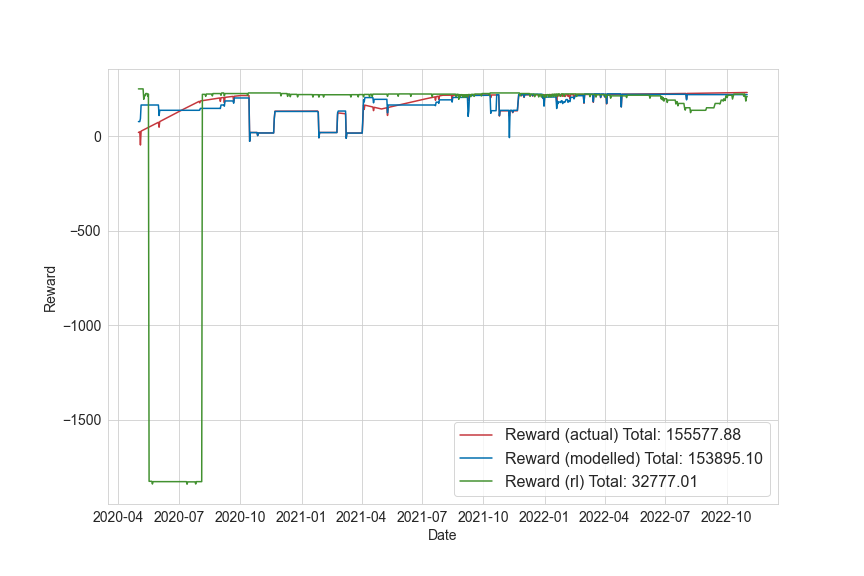 0
−500
−1000
−1500
Reward
Reward (actual) Total: 155577.88
Reward (modelled) Total: 153895.10
Reward (rl) Total: 32777.01
2020-04 2020-07 2020-10 2021-01 2021-04 2021-07 2021-10 2022-01 2022-04 2022-07 2022-10
Date